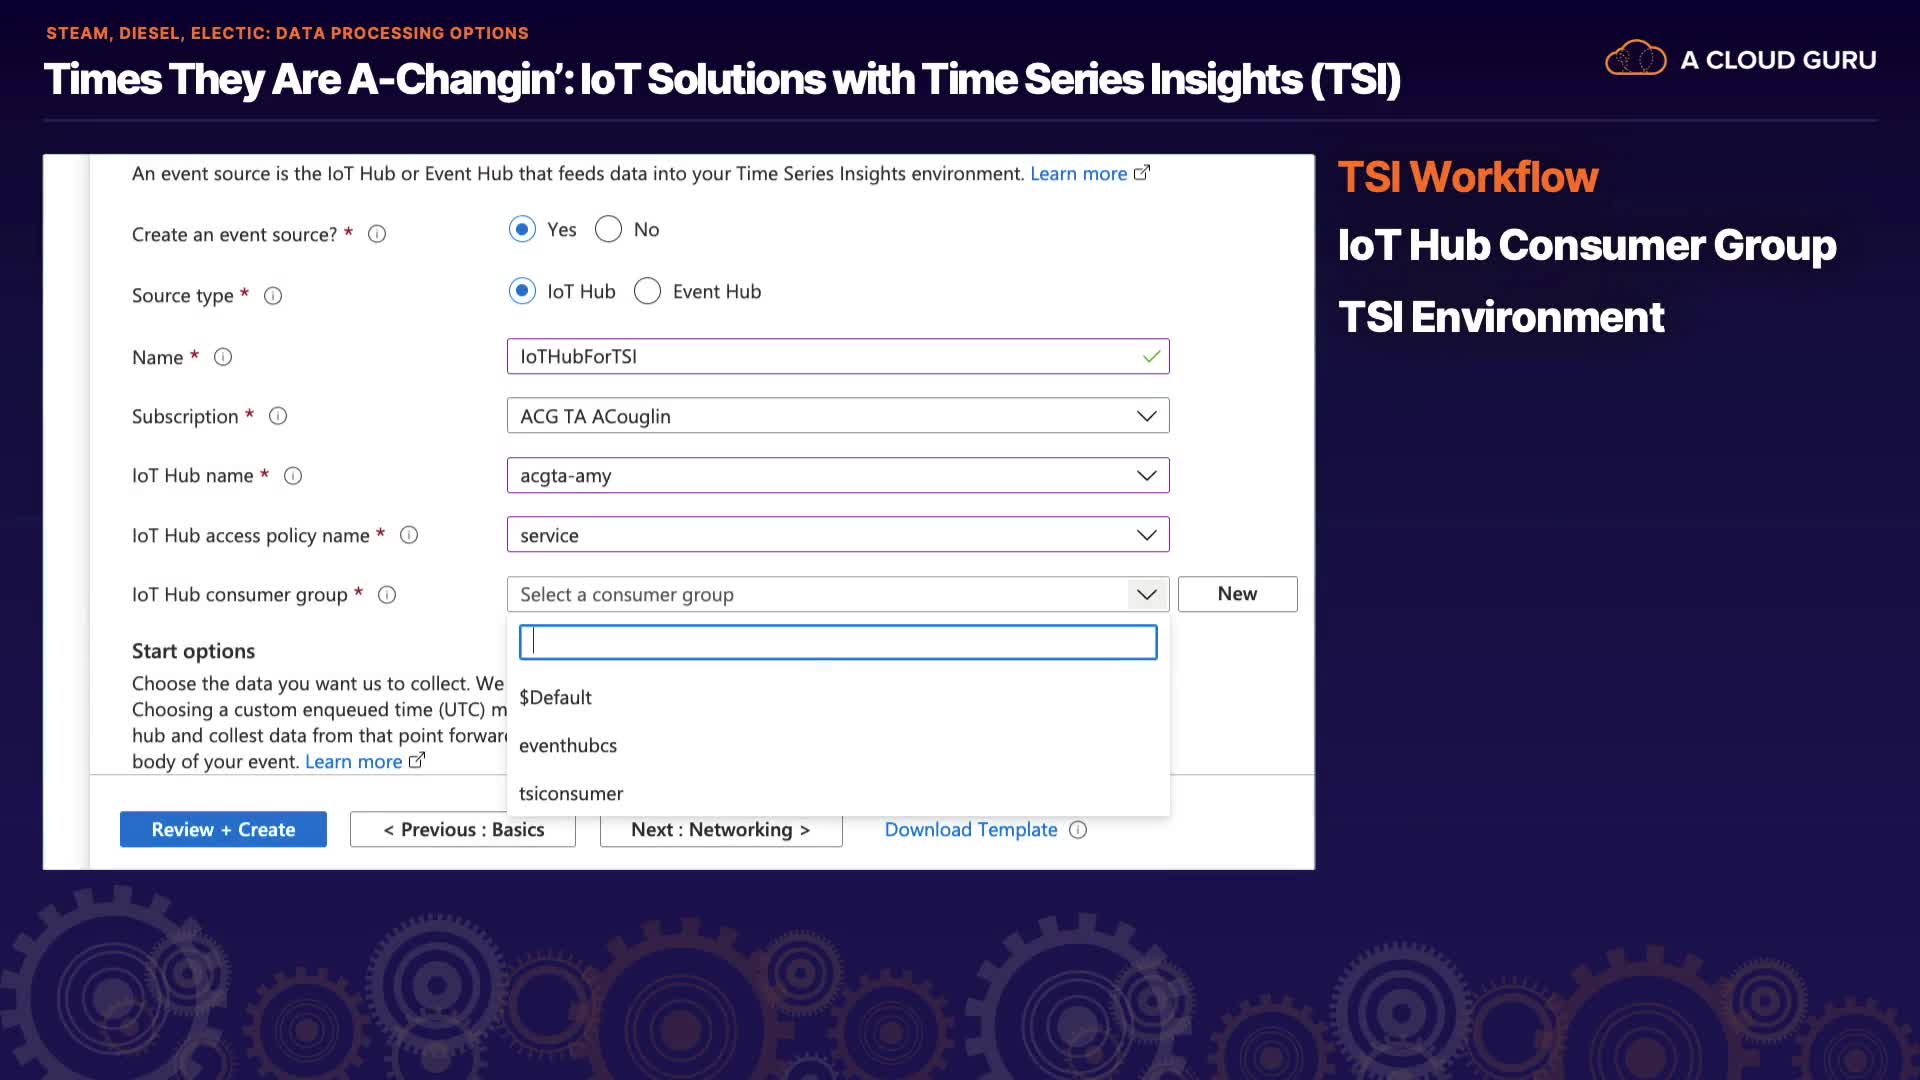 STEAM, DIESEL, ELECTIC: DATA PROCESSING OPTIONS
Times They Are A-Changin’: IoT Solutions with Time Series Insights (TSI)
A CLOUD GURU
An event source is the IoT Hub or Event Hub that feeds data into your Time Series Insights environment. Learn more
Create an event source? *
Yes
No
Source type *
IoT Hub
Event Hub
Name *
IoTHubForTSI
Subscription *
ACG TA ACouglin
IoT Hub name *
acgta-amy
IoT Hub access policy name *
service
IoT Hub consumer group *
Select a consumer group
New
$Default
eventhubcs
tsiconsumer
Start options
Choose the data you want us to collect. We
Choosing a custom enqueued time (UTC) m
hub and collest data from that point forwar
body of your event. Learn more
Review + Create
< Previous : Basics
Next : Networking >
Download Template
TSI Workflow
IoT Hub Consumer Group
TSI Environment